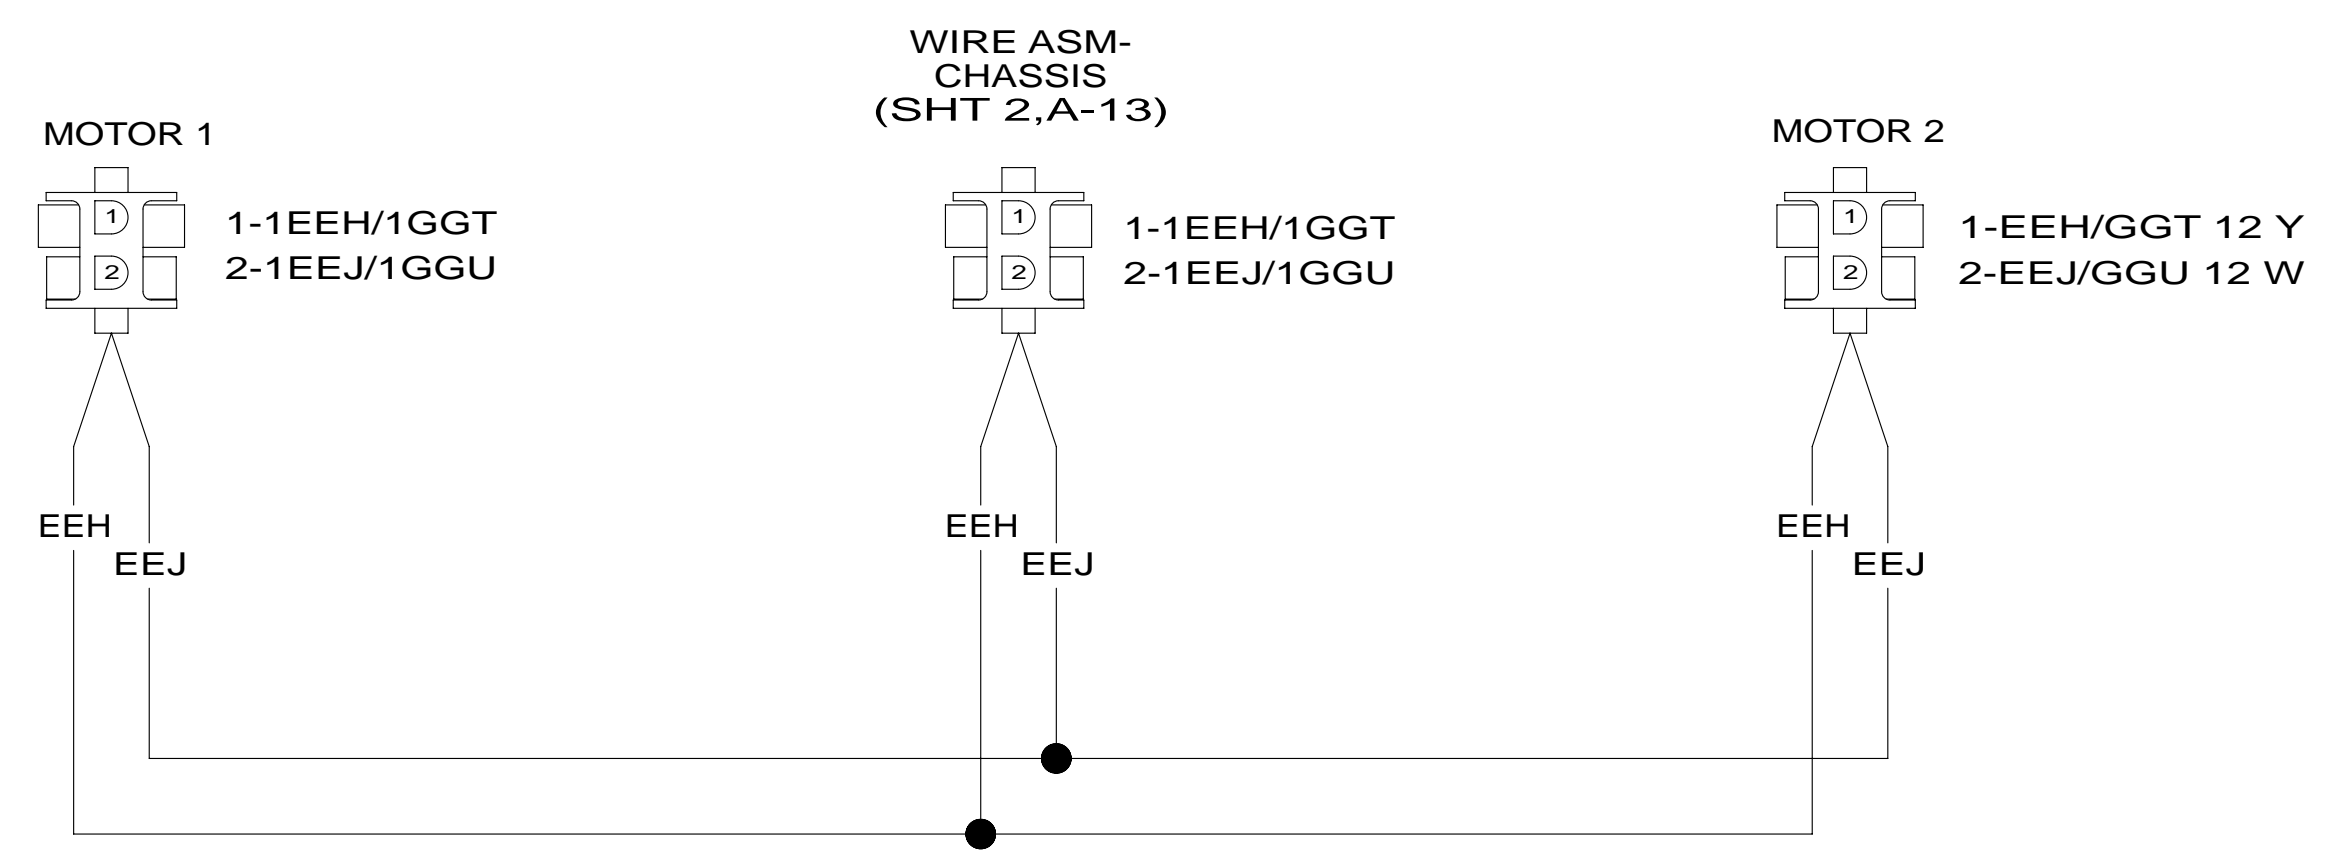 WIRE ASM-
CHASSIS
(SHT 2,A-13)
MOTOR 1
1
2
1-1EEH/1GGT
2-1EEJ/1GGU
1
2
1-1EEH/1GGT
2-1EEJ/1GGU
MOTOR 2
1
2
1-EEH/GGT 12 Y
2-EEJ/GGU 12 W
EEH
EEJ
EEH
EEJ
EEH
EEJ